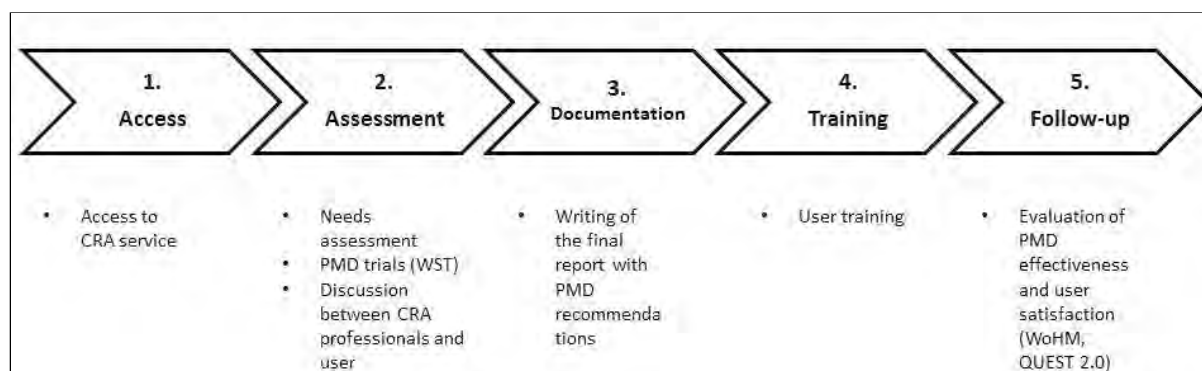 1.
Access
2.
Assessment
3.
Documentation
4.
Training
5.
Follow-up
• Access to
CRA service
• Needs
assessment
• PMD trials (WST)
• Discussion
between CRA
professionals and
user
• Writing of
the final
report with
PMD
recommenda
tions
• User training
• Evaluation of
PMD
effectiveness
and user
satisfaction
(WoHM,
QUEST 2.0)